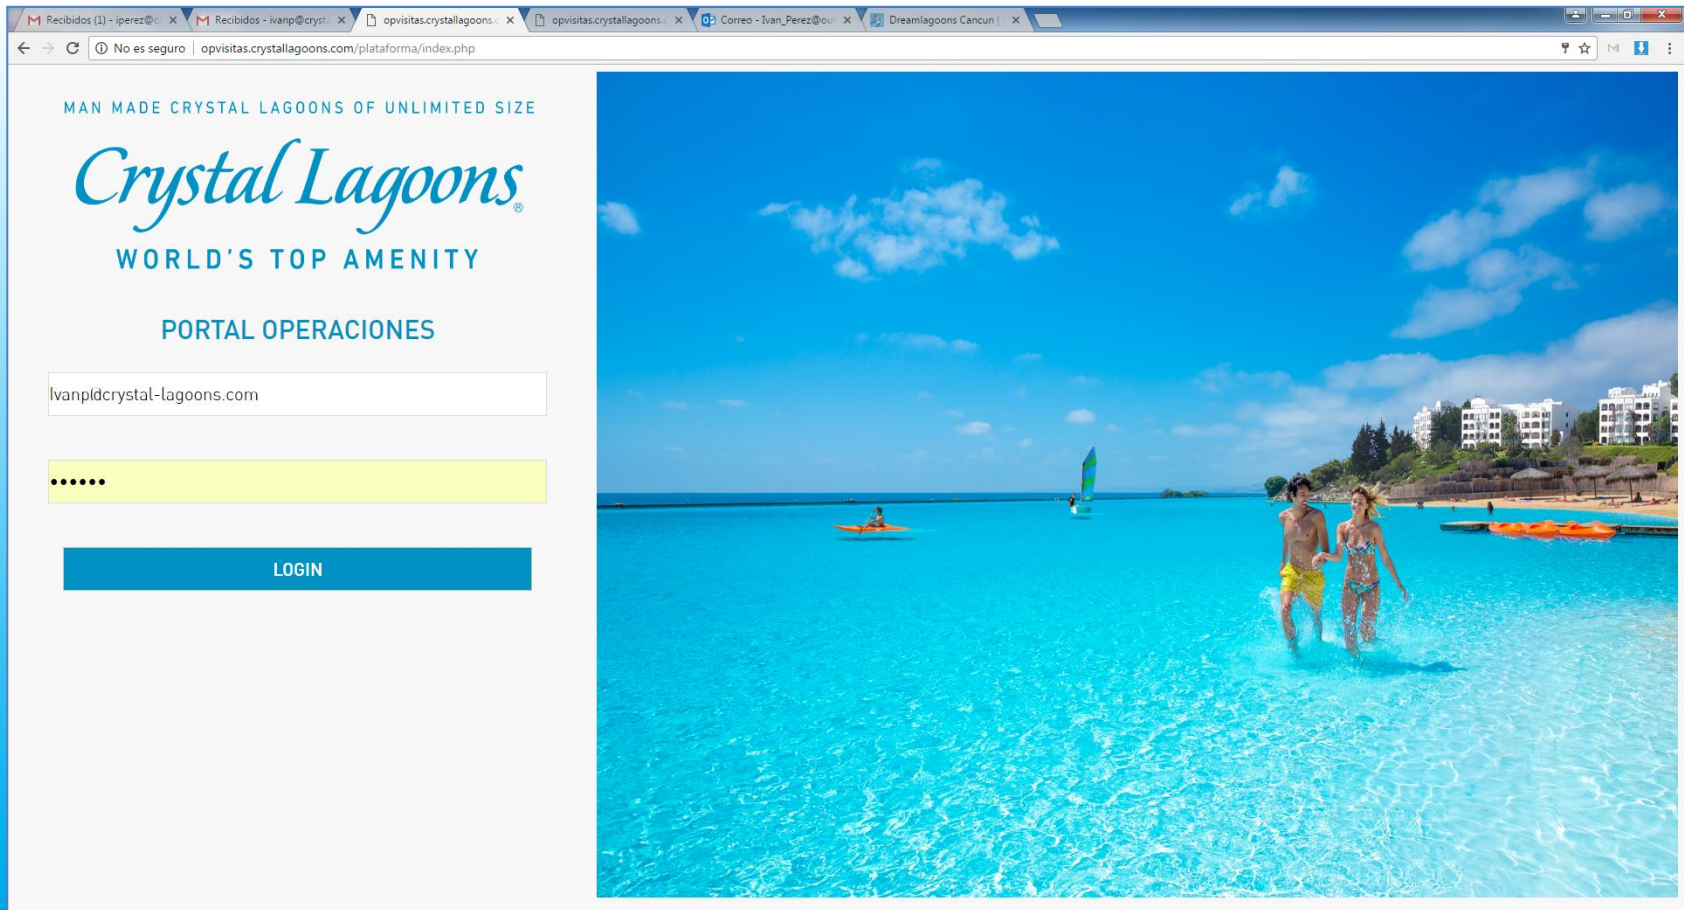 Recibidos (1) - iperez@c
Recibidos - ivanp@cryst
opvisitas.crystallagoons.c
opvisitas.crystallagoons.c
Correo - Ivan_Perez@out
Dreamlagoons Cancun |
No es seguro | opvisitas.crystallagoons.com/plataforma/index.php
MAN MADE CRYSTAL LAGOONS OF UNLIMITED SIZE
Crystal Lagoons®
WORLD'S TOP AMENITY
PORTAL OPERACIONES
Ivanp@crystal-lagoons.com
••••••
LOGIN